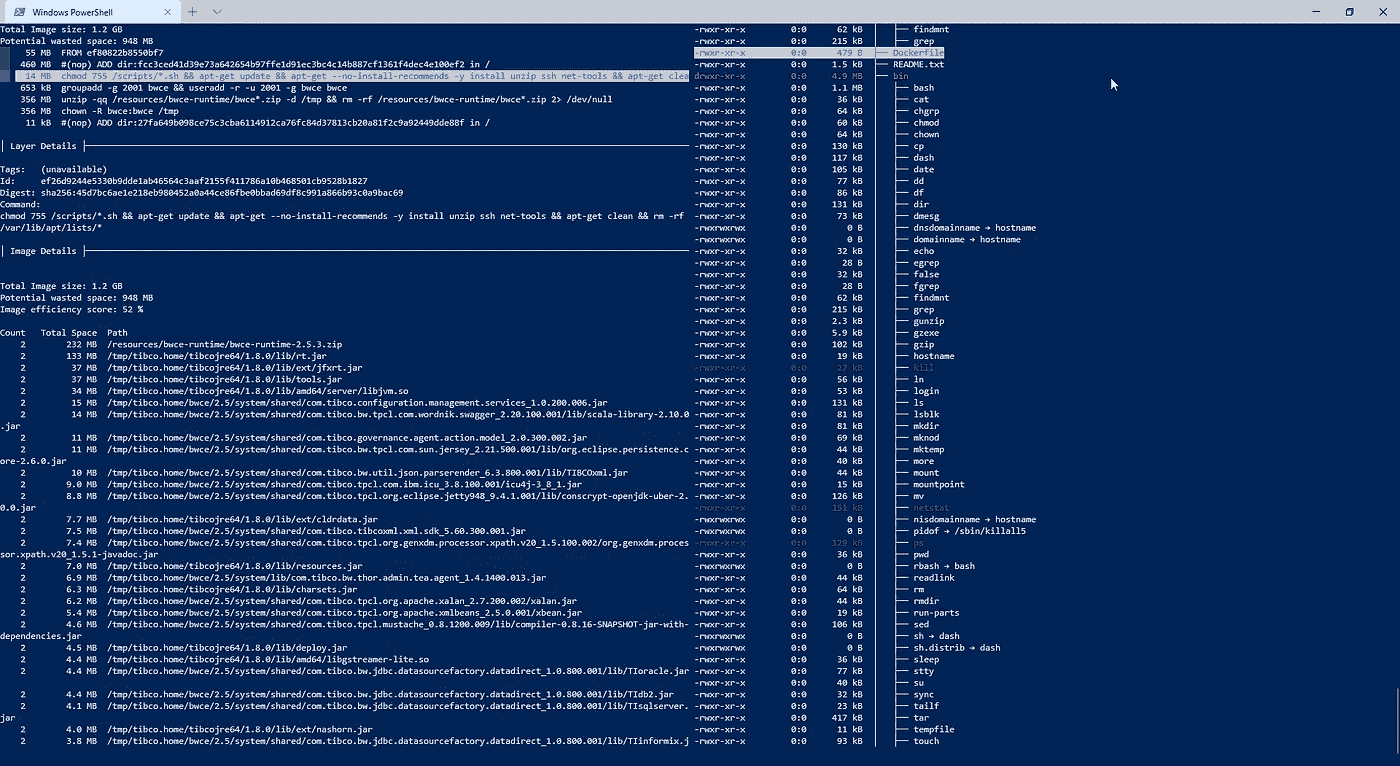 Windows PowerShell
Total Image size: 1.2 GB
Potential wasted space: 948 MB
55 MB FROM ef80822b8550bf7
460 MB #(nop) ADD dir:fcc3ced41d39e73a642654b97ffe1d91ec3bc4c14b887cf1361f4dec4e100ef2 in /
14 MB chmod 755 /scripts/*.sh && apt-get update && apt-get --no-install-recommends -y install unzip ssh net-tools && apt-get clea
653 kB groupadd -g 2001 bwce && useradd -r -u 2001 -g bwce bwce
356 MB unzip -qq /resources/bwce-runtime/bwce*.zip -d /tmp && rm -rf /resources/bwce-runtime/bwce*.zip 2> /dev/null
356 MB chown -R bwce:bwce /tmp
11 kB #(nop) ADD dir:27fa649b098ce75c3cba6114912ca76fc84d37813cb20a81f2c9a92449dde88f in /
Layer Details
Tags: (unavailable)
Id: ef26d9244e5330b9dde1ab46564c3aaf2155f411786a10b468501cb9528b1827
Digest: sha256:45d7bc6ae1e218eb980452a0a44ce86fbe0bbad69df8c991a866b93c0a9bac69
Command:
chmod 755 /scripts/*.sh && apt-get update && apt-get --no-install-recommends -y install unzip ssh net-tools && apt-get clean && rm -rf
/var/lib/apt/lists/*
Image Details
Total Image size: 1.2 GB
Potential wasted space: 948 MB
Image efficiency score: 52 %
Count Total Space Path
2 232 MB /resources/bwce-runtime/bwce-runtime-2.5.3.zip
2 133 MB /tmp/tibco.home/tibcojre64/1.8.0/lib/rt.jar
2 37 MB /tmp/tibco.home/tibcojre64/1.8.0/lib/ext/jfxrt.jar
2 37 MB /tmp/tibco.home/tibcojre64/1.8.0/lib/tools.jar
2 34 MB /tmp/tibco.home/tibcojre64/1.8.0/lib/amd64/server/libjvm.so
2 15 MB /tmp/tibco.home/bwce/2.5/system/shared/com.tibco.configuration.management.services_1.0.200.006.jar
2 14 MB /tmp/tibco.home/bwce/2.5/system/shared/com.tibco.bw.tpcl.com.wordnik.swagger_2.20.100.001/lib/scala-library-2.10.0
.jar
2 11 MB /tmp/tibco.home/bwce/2.5/system/shared/com.tibco.governance.agent.action.model_2.0.300.002.jar
2 11 MB /tmp/tibco.home/bwce/2.5/system/shared/com.tibco.bw.tpcl.com.sun.jersey_2.21.500.001/lib/org.eclipse.persistence.c
ore-2.6.0.jar
2 10 MB /tmp/tibco.home/bwce/2.5/system/shared/com.tibco.bw.util.json.parserender_6.3.800.001/lib/TIBCOxml.jar
2 9.0 MB /tmp/tibco.home/bwce/2.5/system/shared/com.tibco.tpcl.com.ibm.icu_3.8.100.001/icu4j-3_8_1.jar
2 8.8 MB /tmp/tibco.home/bwce/2.5/system/shared/com.tibco.tpcl.org.eclipse.jetty948_9.4.1.001/lib/conscrypt-openjdk-uber-2.
0.0.jar
2 7.7 MB /tmp/tibco.home/tibcojre64/1.8.0/lib/ext/cldrdata.jar
2 7.5 MB /tmp/tibco.home/bwce/2.5/system/shared/com.tibco.tibcoxml.xml.sdk_5.60.300.001.jar
2 7.4 MB /tmp/tibco.home/bwce/2.5/system/shared/com.tibco.tpcl.org.genxdm.processor.xpath.v20_1.5.100.002/org.genxdm.proces
sor.xpath.v20_1.5.1-javadoc.jar
2 7.0 MB /tmp/tibco.home/tibcojre64/1.8.0/lib/resources.jar
2 6.9 MB /tmp/tibco.home/bwce/2.5/system/lib/com.tibco.bw.thor.admin.tea.agent_1.4.1400.013.jar
2 6.3 MB /tmp/tibco.home/tibcojre64/1.8.0/lib/charsets.jar
2 6.2 MB /tmp/tibco.home/bwce/2.5/system/shared/com.tibco.tpcl.org.apache.xalan_2.7.200.002/xalan.jar
2 5.4 MB /tmp/tibco.home/bwce/2.5/system/shared/com.tibco.tpcl.org.apache.xmlbeans_2.5.0.001/xbean.jar
2 4.6 MB /tmp/tibco.home/bwce/2.5/system/shared/com.tibco.tpcl.mustache_0.8.1200.009/lib/compiler-0.8.16-SNAPSHOT-jar-with-
dependencies.jar
2 4.5 MB /tmp/tibco.home/tibcojre64/1.8.0/lib/deploy.jar
2 4.4 MB /tmp/tibco.home/tibcojre64/1.8.0/lib/amd64/libgstreamer-lite.so
2 4.4 MB /tmp/tibco.home/bwce/2.5/system/shared/com.tibco.bw.jdbc.datasourcefactory.datadirect_1.0.800.001/lib/TIoracle.jar
2 4.4 MB /tmp/tibco.home/bwce/2.5/system/shared/com.tibco.bw.jdbc.datasourcefactory.datadirect_1.0.800.001/lib/TIdb2.jar
2 4.1 MB /tmp/tibco.home/bwce/2.5/system/shared/com.tibco.bw.jdbc.datasourcefactory.datadirect_1.0.800.001/lib/TIsqlserver.
jar
2 4.0 MB /tmp/tibco.home/tibcojre64/1.8.0/lib/ext/nashorn.jar
2 3.8 MB /tmp/tibco.home/bwce/2.5/system/shared/com.tibco.bw.jdbc.datasourcefactory.datadirect_1.0.800.001/lib/TIinformix.j
-rwxr-xr-x 0:0 62 kB findmnt
-rwxr-xr-x 0:0 215 kB grep
-rwxr-xr-x 0:0 479 B Dockerfile
-rwxr-xr-x 0:0 1.5 kB README.txt
drwxr-xr-x 0:0 4.9 MB bin
-rwxr-xr-x 0:0 1.1 MB bash
-rwxr-xr-x 0:0 36 kB cat
-rwxr-xr-x 0:0 64 kB chgrp
-rwxr-xr-x 0:0 60 kB chmod
-rwxr-xr-x 0:0 64 kB chown
-rwxr-xr-x 0:0 130 kB cp
-rwxr-xr-x 0:0 117 kB dash
-rwxr-xr-x 0:0 105 kB date
-rwxr-xr-x 0:0 77 kB dd
-rwxr-xr-x 0:0 86 kB df
-rwxr-xr-x 0:0 131 kB dir
-rwxr-xr-x 0:0 73 kB dmesg
-rwxrwxrwx 0:0 0 B dnsdomainname → hostname
-rwxrwxrwx 0:0 0 B domainname → hostname
-rwxr-xr-x 0:0 32 kB echo
-rwxr-xr-x 0:0 28 B egrep
-rwxr-xr-x 0:0 32 kB false
-rwxr-xr-x 0:0 28 B fgrep
-rwxr-xr-x 0:0 62 kB findmnt
-rwxr-xr-x 0:0 215 kB grep
-rwxr-xr-x 0:0 2.3 kB gunzip
-rwxr-xr-x 0:0 5.9 kB gzexe
-rwxr-xr-x 0:0 102 kB gzip
-rwxr-xr-x 0:0 19 kB hostname
-rwxr-xr-x 0:0 27 kB kill
-rwxr-xr-x 0:0 56 kB ln
-rwxr-xr-x 0:0 53 kB login
-rwxr-xr-x 0:0 131 kB ls
-rwxr-xr-x 0:0 81 kB lsblk
-rwxr-xr-x 0:0 81 kB mkdir
-rwxr-xr-x 0:0 69 kB mknod
-rwxr-xr-x 0:0 44 kB mktemp
-rwxr-xr-x 0:0 40 kB more
-rwxr-xr-x 0:0 44 kB mount
-rwxr-xr-x 0:0 15 kB mountpoint
-rwxr-xr-x 0:0 126 kB mv
-rwxr-xr-x 0:0 151 kB netstat
-rwxrwxrwx 0:0 0 B nisdomainname → hostname
-rwxrwxrwx 0:0 0 B pidof → /sbin/killall5
-rwxr-xr-x 0:0 129 kB ps
-rwxr-xr-x 0:0 36 kB pwd
-rwxrwxrwx 0:0 0 B rbash → bash
-rwxr-xr-x 0:0 44 kB readlink
-rwxr-xr-x 0:0 64 kB rm
-rwxr-xr-x 0:0 44 kB rmdir
-rwxr-xr-x 0:0 19 kB run-parts
-rwxr-xr-x 0:0 106 kB sed
-rwxrwxrwx 0:0 0 B sh → dash
-rwxrwxrwx 0:0 0 B sh.distrib → dash
-rwxr-xr-x 0:0 36 kB sleep
-rwxr-xr-x 0:0 77 kB stty
-rwxr-xr-x 0:0 40 kB su
-rwxr-xr-x 0:0 32 kB sync
-rwxr-xr-x 0:0 23 kB tailf
-rwxr-xr-x 0:0 417 kB tar
-rwxr-xr-x 0:0 11 kB tempfile
-rwxr-xr-x 0:0 93 kB touch